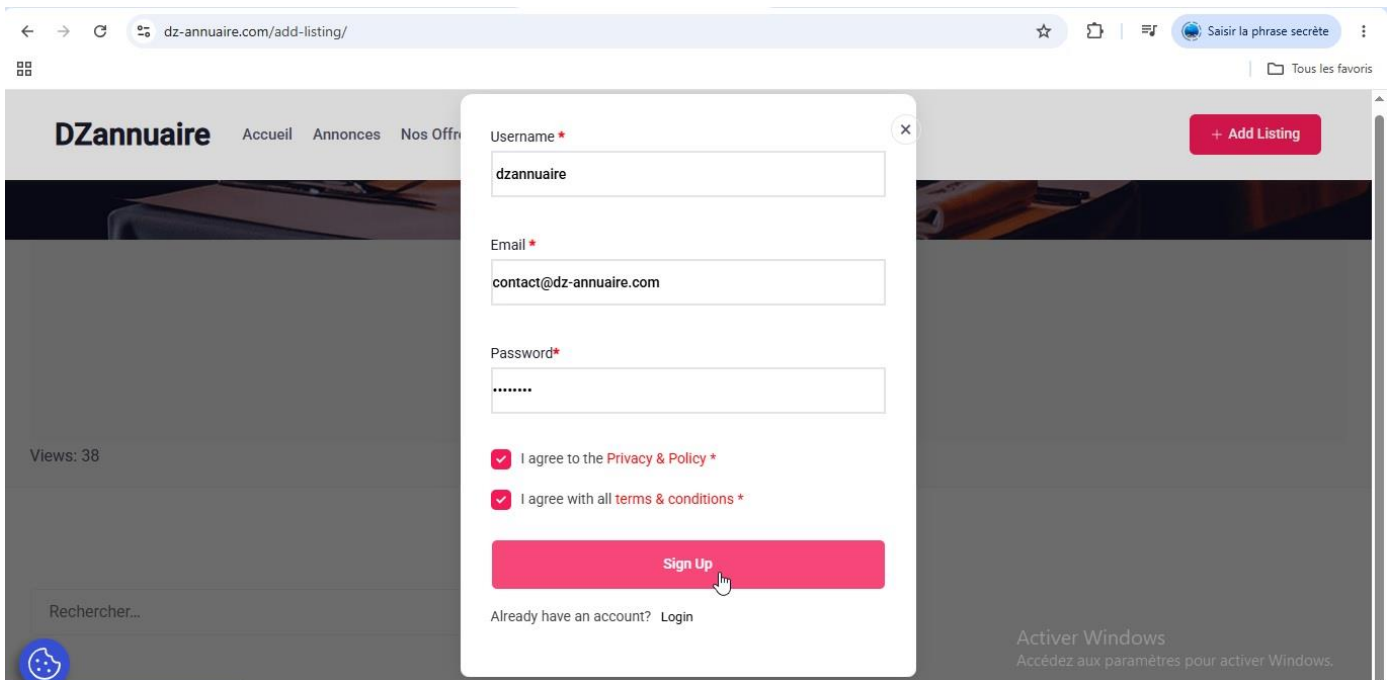 dz-annuaire.com/add-listing/
Saisir la phrase secrète
Tous les favoris
DZannuaire
Accueil Annonces Nos Offr
+ Add Listing
Username *
dzannuaire
Email *
contact@dz-annuaire.com
Password*
••••••••
I agree to the Privacy & Policy *
I agree with all terms & conditions *
Sign Up
Already have an account? Login
Views: 38
Rechercher...
Activer Windows
Accédez aux paramètres pour activer Windows.